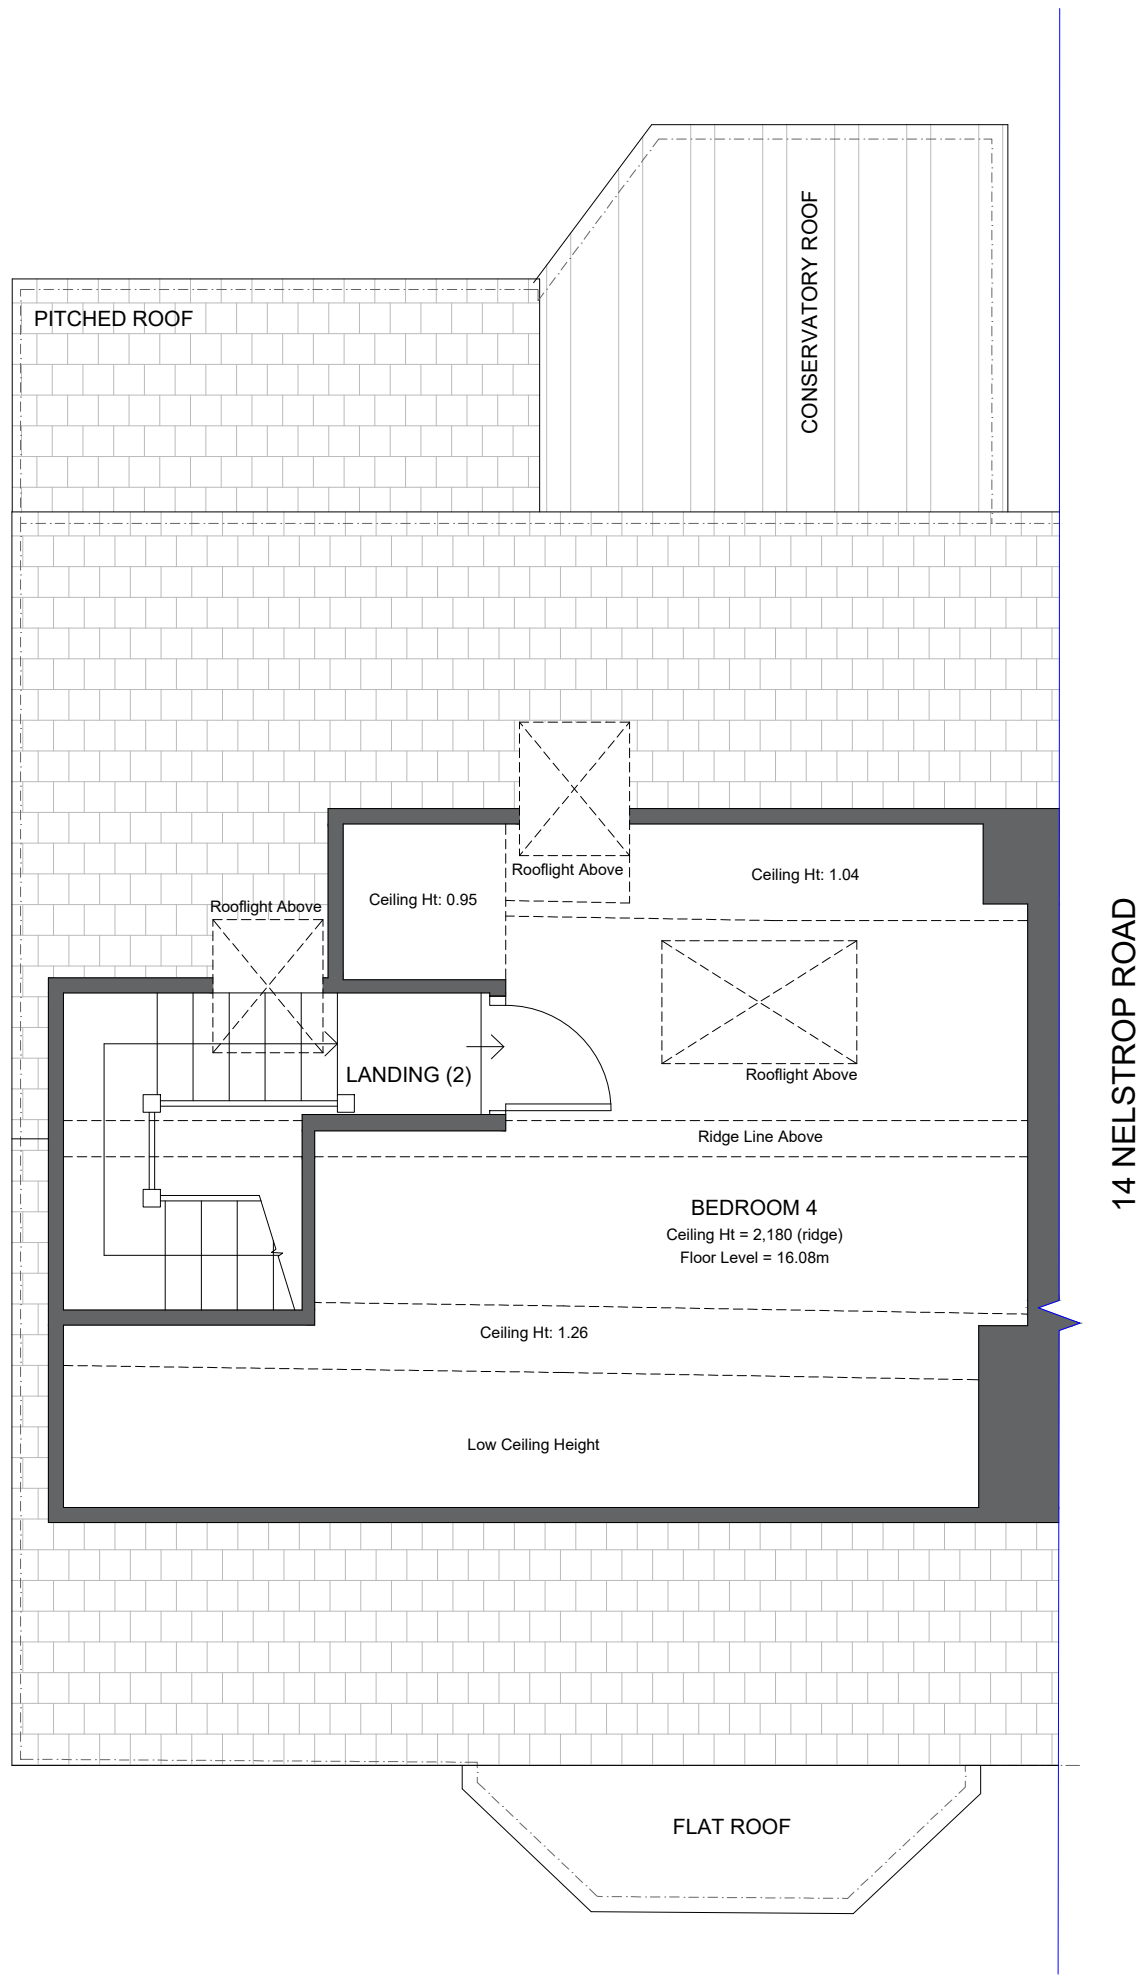 CONSERVATORY ROOF
PITCHED ROOF
Rooflight Above
Ceiling Ht: 1.04
Ceiling Ht: 0.95
Rooflight Above
LANDING (2)
Rooflight Above
Ridge Line Above
BEDROOM 4
Ceiling Ht = 2,180 (ridge)
Floor Level = 16.08m
Ceiling Ht: 1.26
Low Ceiling Height
FLAT ROOF
14 NELSTROP ROAD